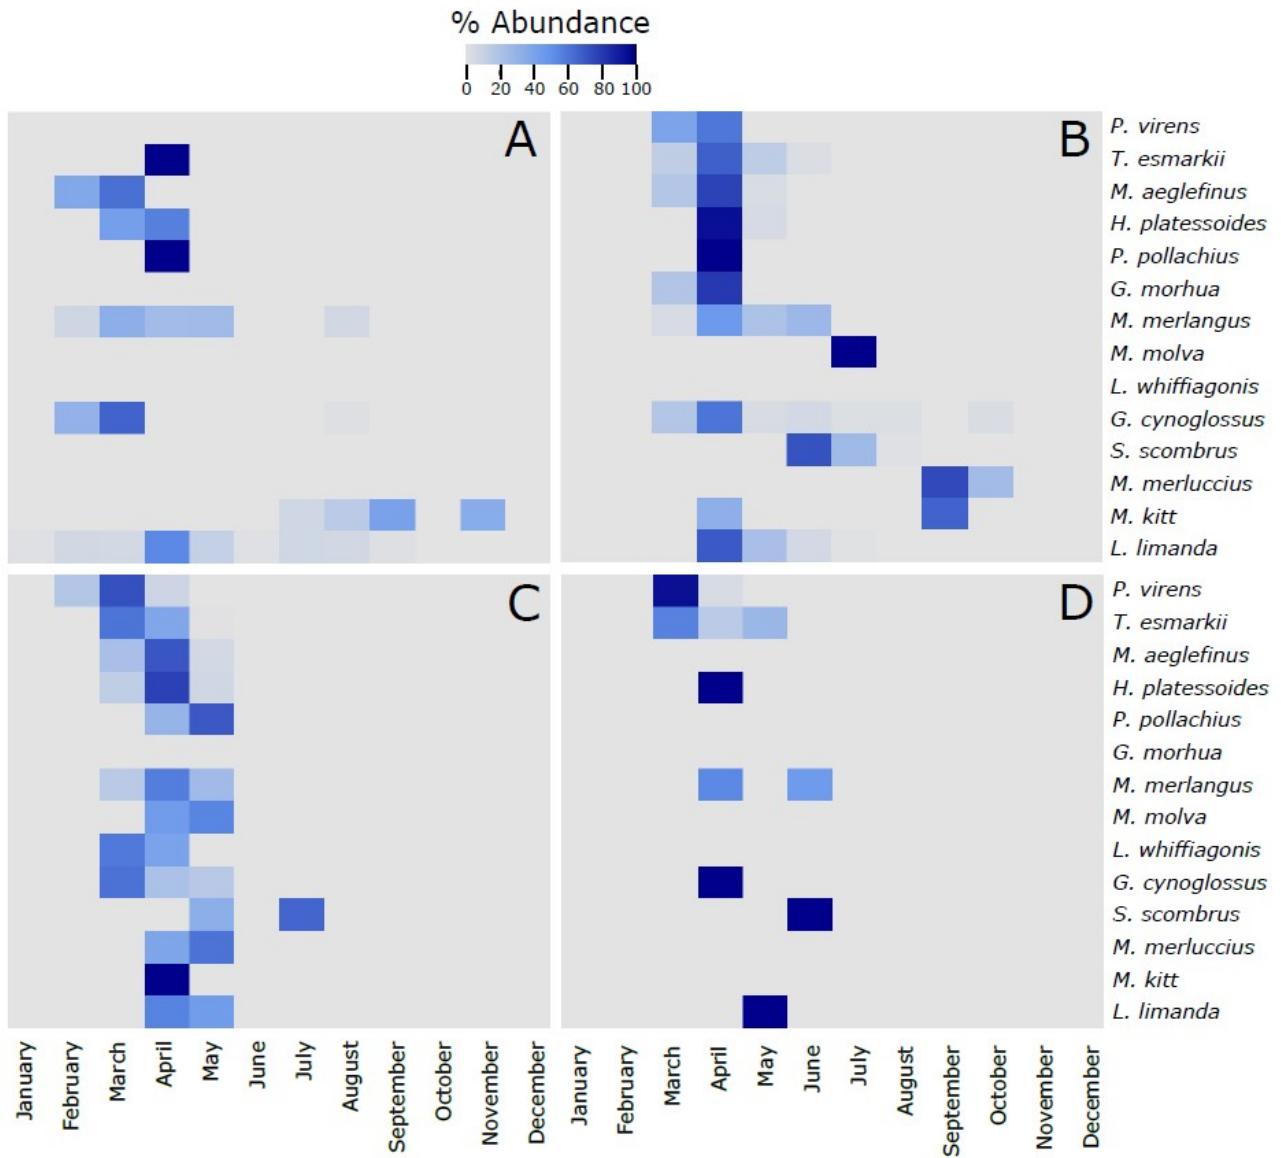 % Abundance
0 20 40 60 80 100
A
B
P. virens
T. esmarkii
M. aeglefinus
H. platessoides
P. pollachius
G. morhua
M. merlangus
M. molva
L. whiffiagonis
G. cynoglossus
S. scombrus
M. merluccius
M. kitt
L. limanda
C
D
P. virens
T. esmarkii
M. aeglefinus
H. platessoides
P. pollachius
G. morhua
M. merlangus
M. molva
L. whiffiagonis
G. cynoglossus
S. scombrus
M. merluccius
M. kitt
L. limanda
January
February
March
April
May
June
July
August
September
October
November
December
January
February
March
April
May
June
July
August
September
October
November
December